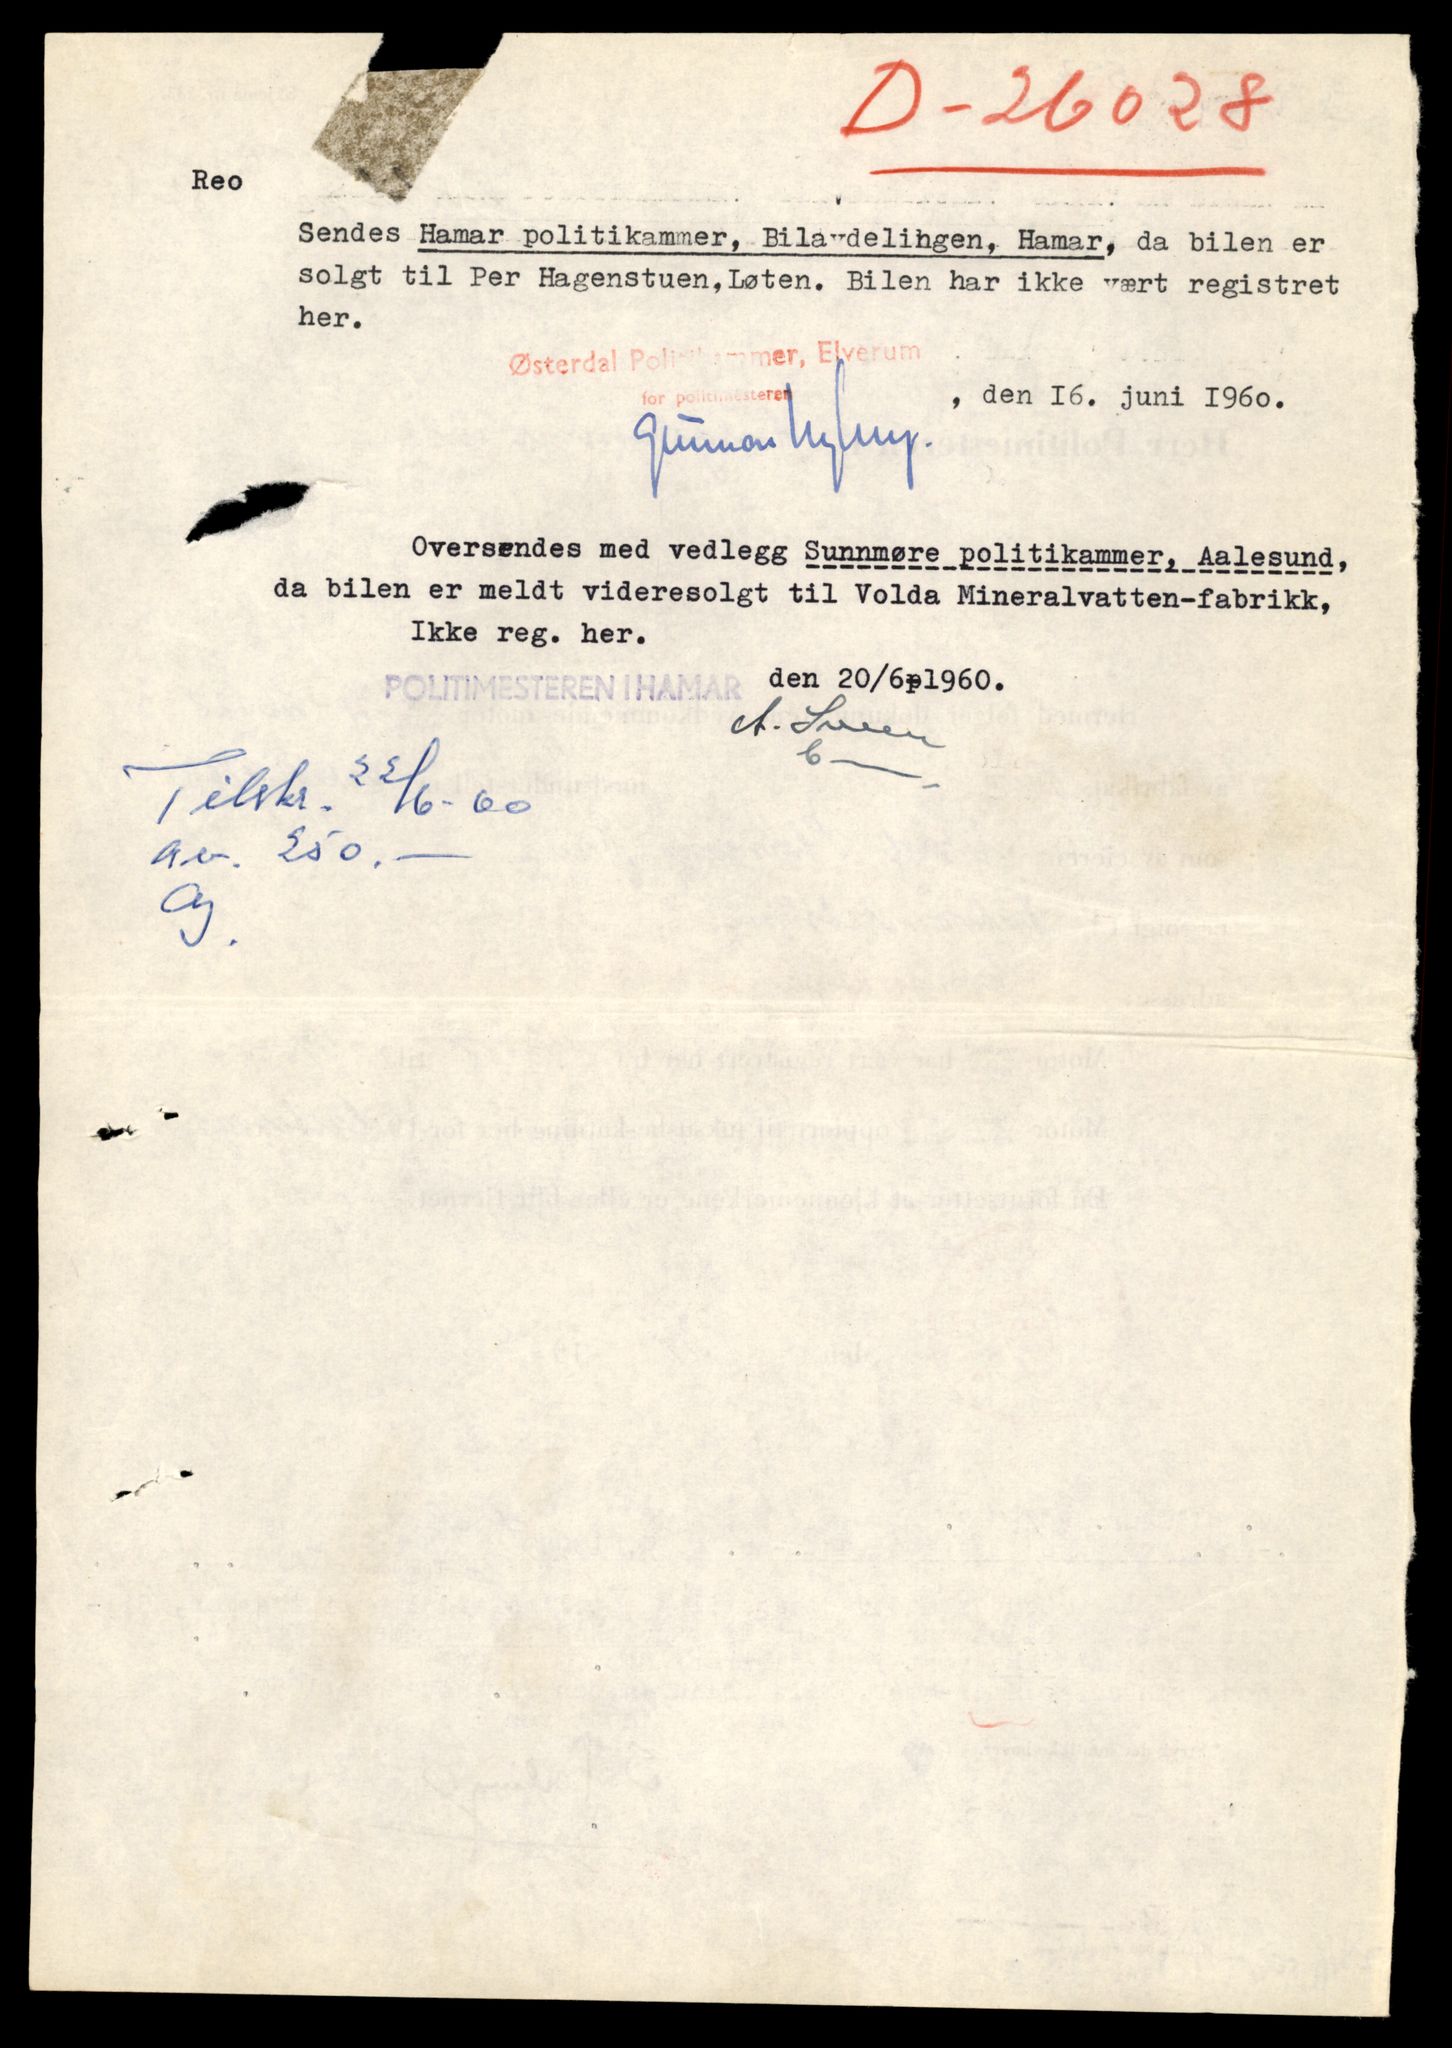 D-26028
Reo
Sendes Hamar politikammer, Bilavdelihgen, Hamar, da bilen er
solgt til Per Hagenstuen, Løten. Bilen har ikke vært registret
her.
Østerdal Politikammer, Elverum
for politimesteren
, den I6. juni I96o.
Gunnar
Oversendes med vedlegg Sunnmøre politikammer, Aalesund,
da bilen er meldt videresolgt til Volda Mineralvatten-fabrikk,
Ikke reg. her.
POLITIMESTEREN I HAMAR
den 20/6p1960.
Tilskr. 22/6-60
av. 250.—